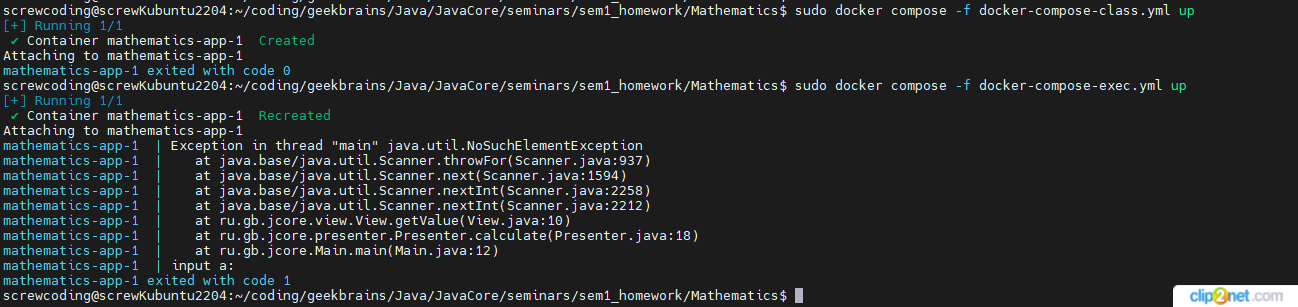 screwcoding@screwKubuntu2204:~/coding/geekbrains/Java/JavaCore/seminars/sem1_homework/Mathematics$ sudo docker compose -f docker-compose-class.yml up
[+] Running 1/1
✔ Container mathematics-app-1  Created
Attaching to mathematics-app-1
mathematics-app-1 exited with code 0
screwcoding@screwKubuntu2204:~/coding/geekbrains/Java/JavaCore/seminars/sem1_homework/Mathematics$ sudo docker compose -f docker-compose-exec.yml up
[+] Running 1/1
✔ Container mathematics-app-1  Recreated
Attaching to mathematics-app-1
mathematics-app-1  | Exception in thread "main" java.util.NoSuchElementException
mathematics-app-1  |    at java.base/java.util.Scanner.throwFor(Scanner.java:937)
mathematics-app-1  |    at java.base/java.util.Scanner.next(Scanner.java:1594)
mathematics-app-1  |    at java.base/java.util.Scanner.nextInt(Scanner.java:2258)
mathematics-app-1  |    at java.base/java.util.Scanner.nextInt(Scanner.java:2212)
mathematics-app-1  |    at ru.gb.jcore.view.View.getValue(View.java:10)
mathematics-app-1  |    at ru.gb.jcore.presenter.Presenter.calculate(Presenter.java:18)
mathematics-app-1  |    at ru.gb.jcore.Main.main(Main.java:12)
mathematics-app-1  | input a:
mathematics-app-1 exited with code 1
screwcoding@screwKubuntu2204:~/coding/geekbrains/Java/JavaCore/seminars/sem1_homework/Mathematics$
clip2net.com